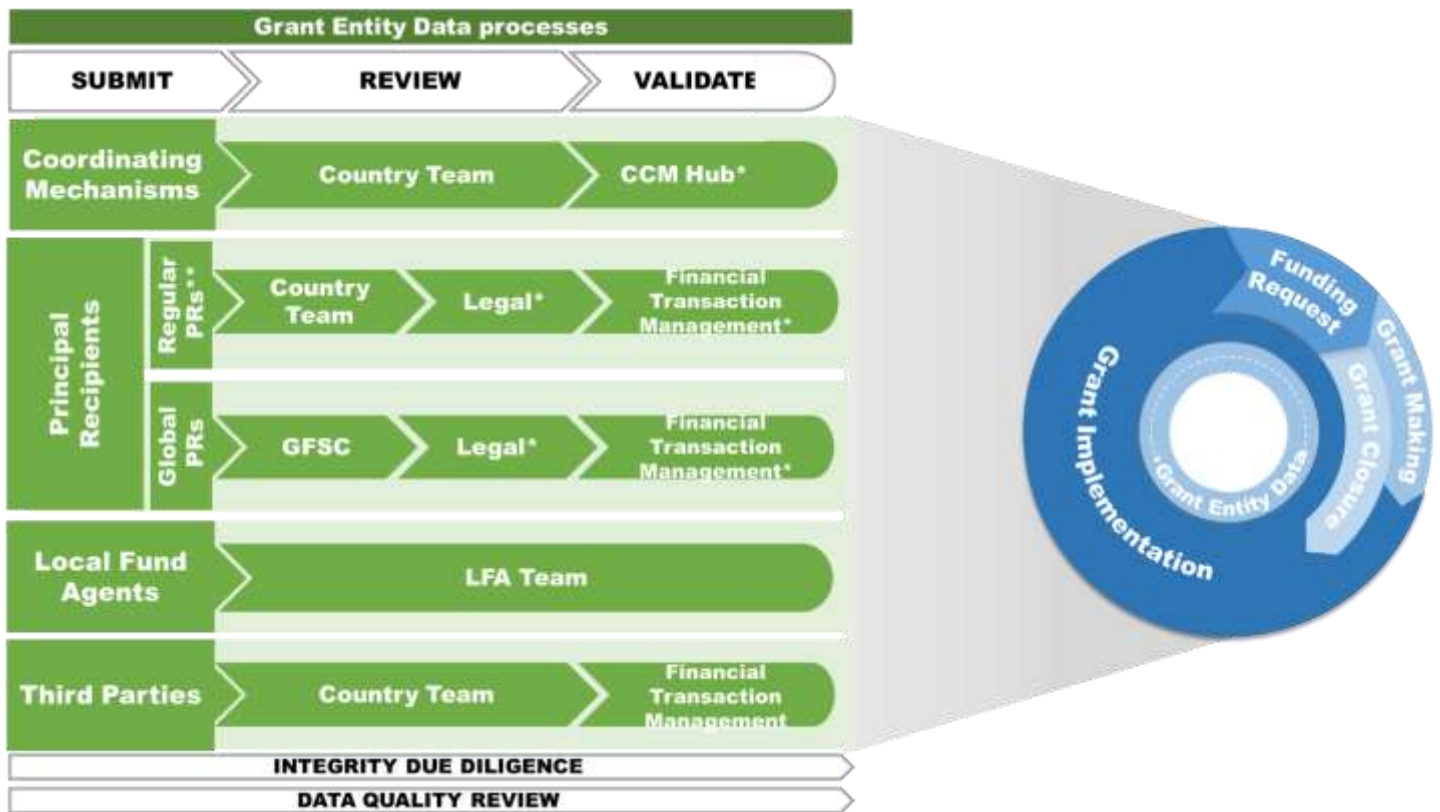 Grant Entity Data processes
SUBMIT
REVIEW
VALIDATE
Coordinating
Mechanisms
Country Team
CCM Hub*
Principal
Recipients
Regular
PRs**
Country
Team
Legal*
Financial
Transaction
Management*
Global
PRs
GFSC
Legal*
Financial
Transaction
Management*
Local Fund
Agents
LFA Team
Third Parties
Country Team
Financial
Transaction
Management
INTEGRITY DUE DILIGENCE
DATA QUALITY REVIEW
Funding
Request
Grant Making
Grant Closure
Grant Implementation
Grant Entity Data